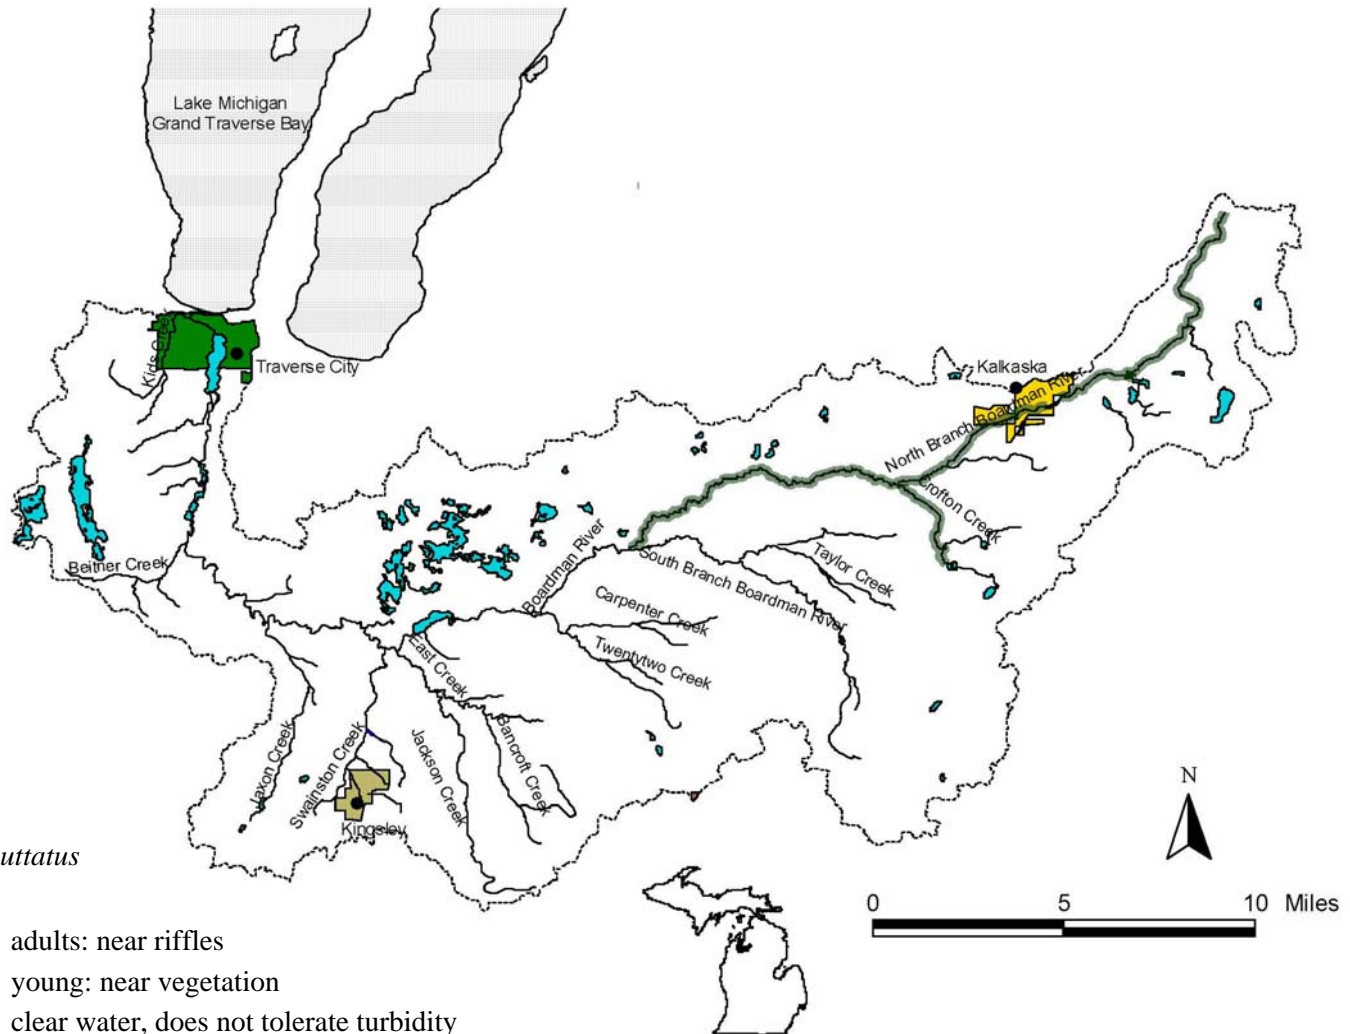 Lake Michigan
Grand Traverse Bay
Kids Creek
Traverse City
Kalkaska
North Branch Boardman River
Crofton Creek
Beitner Creek
Boardman River
South Branch Boardman River
Taylor Creek
Carpenter Creek
Twentytwo Creek
East Creek
Jaxon Creek
Swainston Creek
Jackson Creek
Bancroft Creek
Kingsley
N
uttatus
0 5 10 Miles
adults: near riffles
young: near vegetation
clear water, does not tolerate turbidity